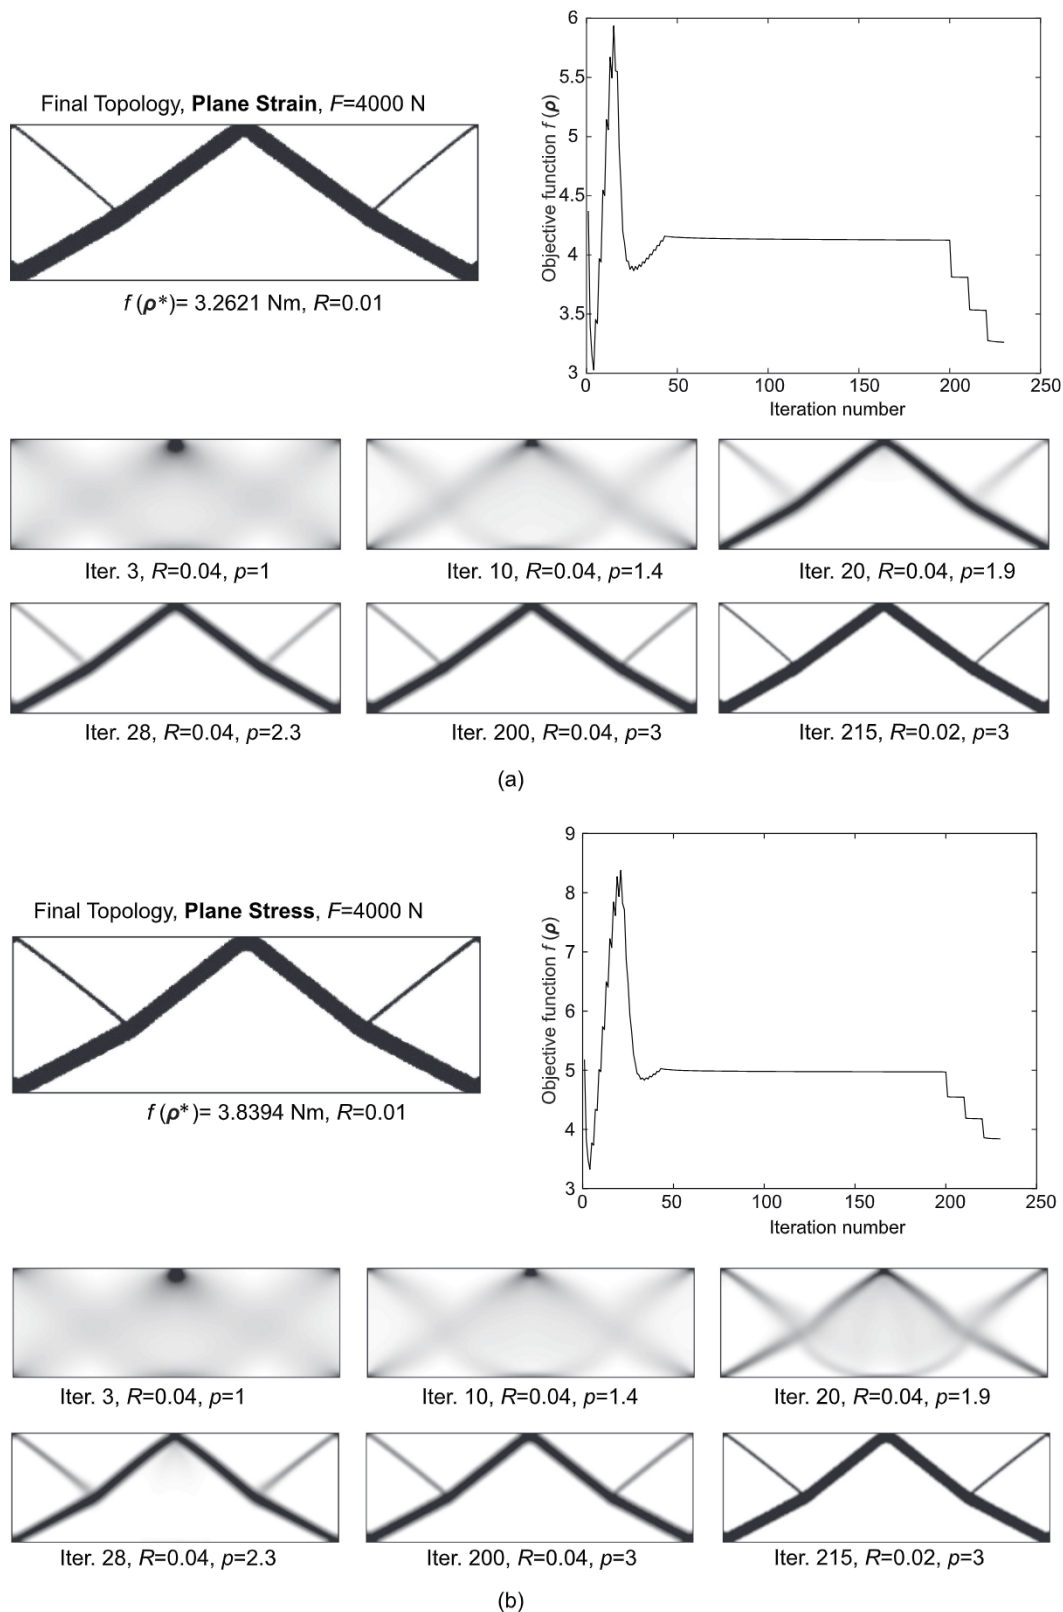 Final Topology, Plane Strain, F=4000 N
f (ρ*)= 3.2621 Nm, R=0.01
Objective function f (ρ)
6
5.5
5
4.5
4
3.5
3
0
50
100
150
200
250
Iteration number
Iter. 3, R=0.04, p=1
Iter. 10, R=0.04, p=1.4
Iter. 20, R=0.04, p=1.9
Iter. 28, R=0.04, p=2.3
Iter. 200, R=0.04, p=3
Iter. 215, R=0.02, p=3
(a)
Final Topology, Plane Stress, F=4000 N
f (ρ*)= 3.8394 Nm, R=0.01
Objective function f (ρ)
9
8
7
6
5
4
3
0
50
100
150
200
250
Iteration number
Iter. 3, R=0.04, p=1
Iter. 10, R=0.04, p=1.4
Iter. 20, R=0.04, p=1.9
Iter. 28, R=0.04, p=2.3
Iter. 200, R=0.04, p=3
Iter. 215, R=0.02, p=3
(b)